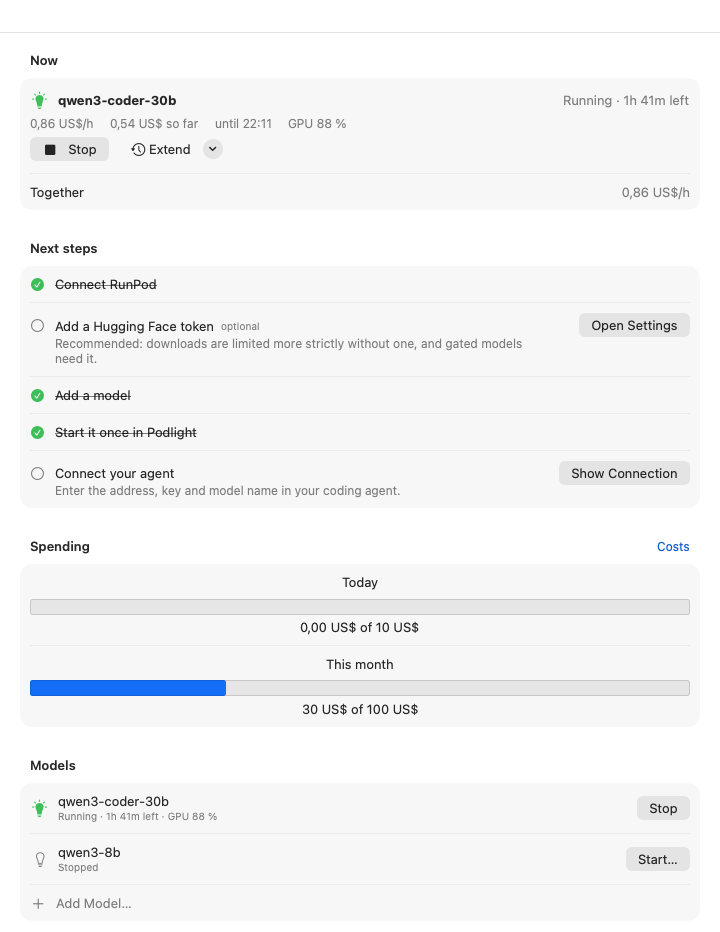 Now
qwen3-coder-30b
Running · 1h 41m left
0,86 US$/h 0,54 US$ so far until 22:11 GPU 88 %
Stop Extend
Together 0,86 US$/h
Next steps
Connect RunPod
Add a Hugging Face token optional
Open Settings
Recommended: downloads are limited more strictly without one, and gated models
need it.
Add a model
Start it once in Podlight
Connect your agent
Show Connection
Enter the address, key and model name in your coding agent.
Spending Costs
Today
0,00 US$ of 10 US$
This month
30 US$ of 100 US$
Models
qwen3-coder-30b
Running · 1h 41m left · GPU 88 %
Stop
qwen3-8b
Stopped
Start...
Add Model...